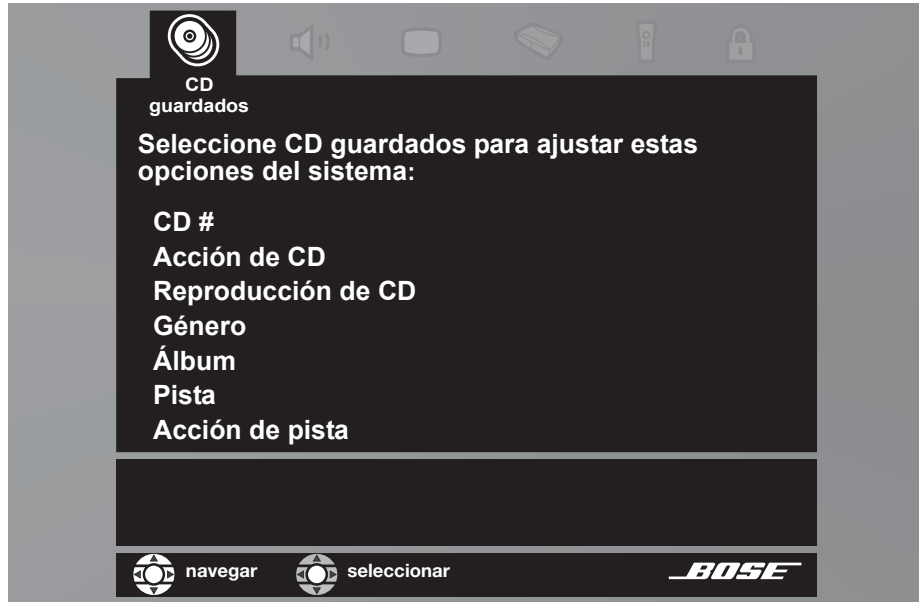 CD
guardados
Seleccione CD guardados para ajustar estas
opciones del sistema:
CD #
Acción de CD
Reproducción de CD
Género
Álbum
Pista
Acción de pista
navegar seleccionar BOSE